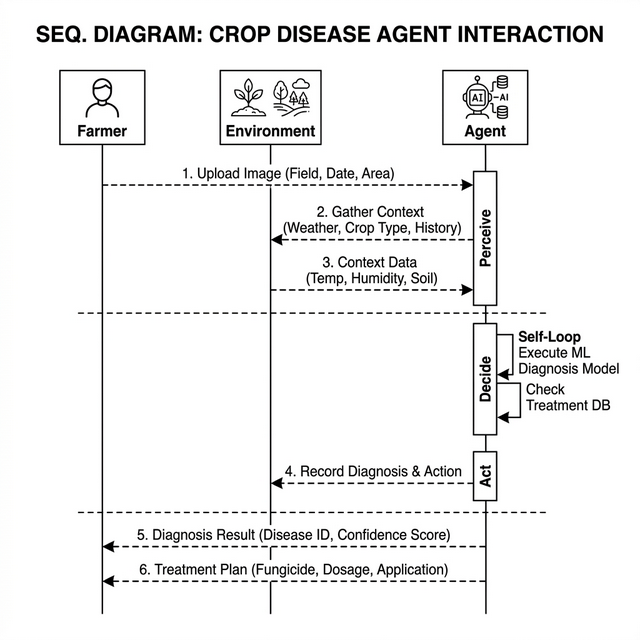 SEQ. DIAGRAM: CROP DISEASE AGENT INTERACTION
Farmer
Environment
AI
AI
Agent
1. Upload Image (Field, Date, Area)
2. Gather Context
(Weather, Crop Type, History)
3. Context Data
(Temp, Humidity, Soil)
Perceive
Self-Loop
Execute ML
Diagnosis Model
Check
Treatment DB
Decide
4. Record Diagnosis & Action
Act
5. Diagnosis Result (Disease ID, Confidence Score)
6. Treatment Plan (Fungicide, Dosage, Application)